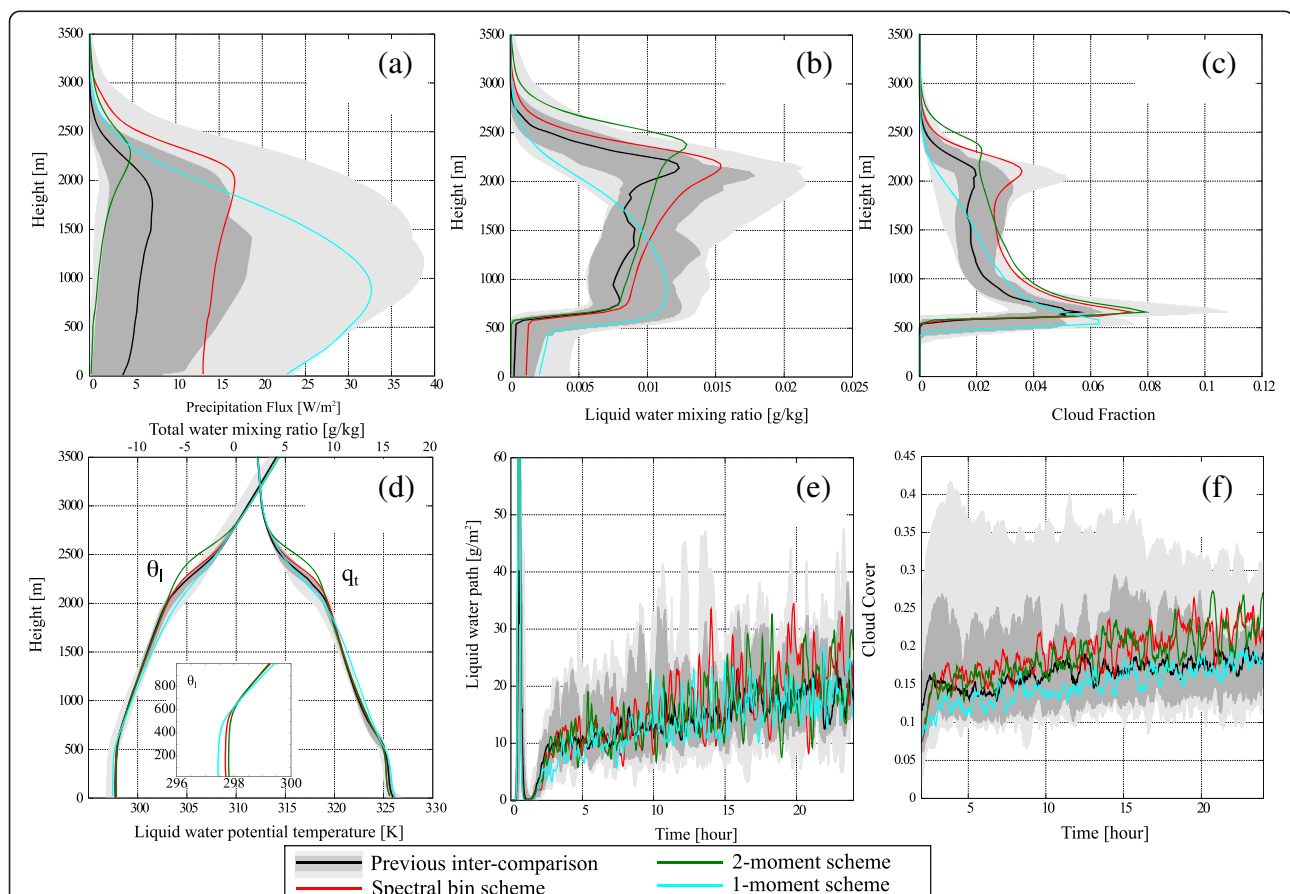 (a)
3500
3000
2500
2000
1500
1000
500
0
Height [m]
0 5 10 15 20 25 30 35 40
Precipitation Flux [W/m²]
(b)
3500
3000
2500
2000
1500
1000
500
0
Height [m]
0.005 0.01 0.015 0.02 0.025
Liquid water mixing ratio [g/kg]
(c)
3500
3000
2500
2000
1500
1000
500
0
Height [m]
0 0.02 0.04 0.06 0.08 0.1 0.12
Cloud Fraction
Total water mixing ratio [g/kg]
-10 -5 0 5 10 15 20
(d)
3500
3000
2500
2000
1500
1000
500
0
Height [m]
θl
qt
θl
800
600
400
200
296 298 300
300 305 310 315 320 325 330
Liquid water potential temperature [K]
(e)
60
50
40
30
20
10
0
Liquid water path [g/m²]
5 10 15 20
Time [hour]
(f)
0.45
0.4
0.35
0.3
0.25
0.2
0.15
0.1
0.05
0
Cloud Cover
5 10 15 20
Time [hour]
Previous inter-comparison
2-moment scheme
Spectral bin scheme
1-moment scheme